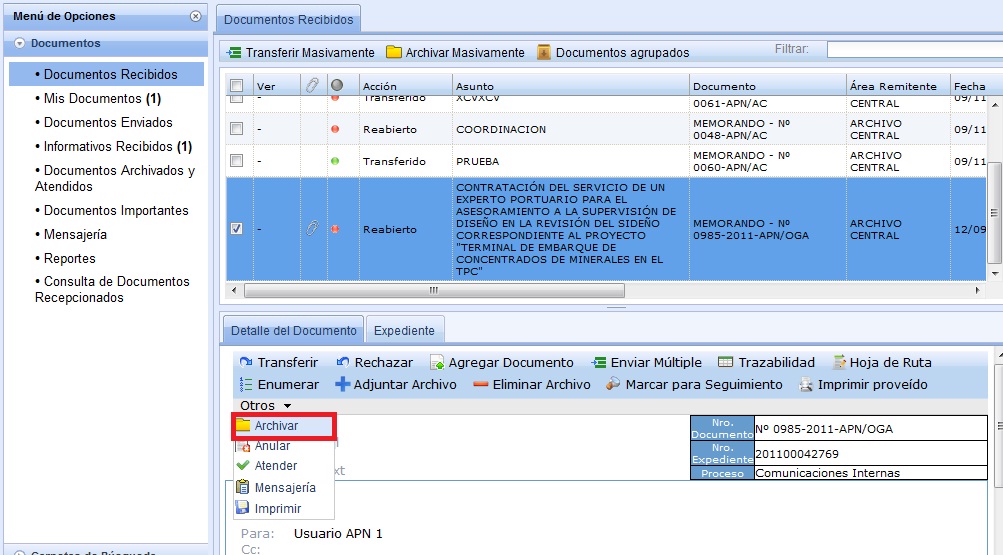 Menú de Opciones
Documentos
• Documentos Recibidos
• Mis Documentos (1)
• Documentos Enviados
• Informativos Recibidos (1)
• Documentos Archivados y
Atendidos
• Documentos Importantes
• Mensajería
• Reportes
• Consulta de Documentos
Recepcionados
Documentos Recibidos
Transferir Masivamente Archivar Masivamente Documentos agrupados Filtrar:
Ver Acción Asunto Documento Área Remitente Fecha
- Transferido XCVXCV 0061-APN/AC CENTRAL 09/11
- Reabierto COORDINACION MEMORANDO - Nº
0048-APN/AC ARCHIVO
CENTRAL 09/11
- Transferido PRUEBA MEMORANDO - Nº
0060-APN/AC ARCHIVO
CENTRAL 09/11
- Reabierto
CONTRATACIÓN DEL SERVICIO DE UN
EXPERTO PORTUARIO PARA EL
ASESORAMIENTO A LA SUPERVISIÓN DE
DISEÑO EN LA REVISIÓN DEL SIDEÑO
CORRESPONDIENTE AL PROYECTO
"TERMINAL DE EMBARQUE DE
CONCENTRADOS DE MINERALES EN EL
TPC"
MEMORANDO - Nº
0985-2011-APN/OGA
ARCHIVO
CENTRAL
12/09
Detalle del Documento Expediente
Transferir Rechazar Agregar Documento Enviar Múltiple Trazabilidad Hoja de Ruta
Enumerar Adjuntar Archivo Eliminar Archivo Marcar para Seguimiento Imprimir proveído
Otros
Archivar
Anular
Atender
Mensajería
Imprimir
Nro.
Documento Nº 0985-2011-APN/OGA
Nro.
Expediente 201100042769
Proceso Comunicaciones Internas
Para: Usuario APN 1
Cc:
Carpetas de Búsqueda